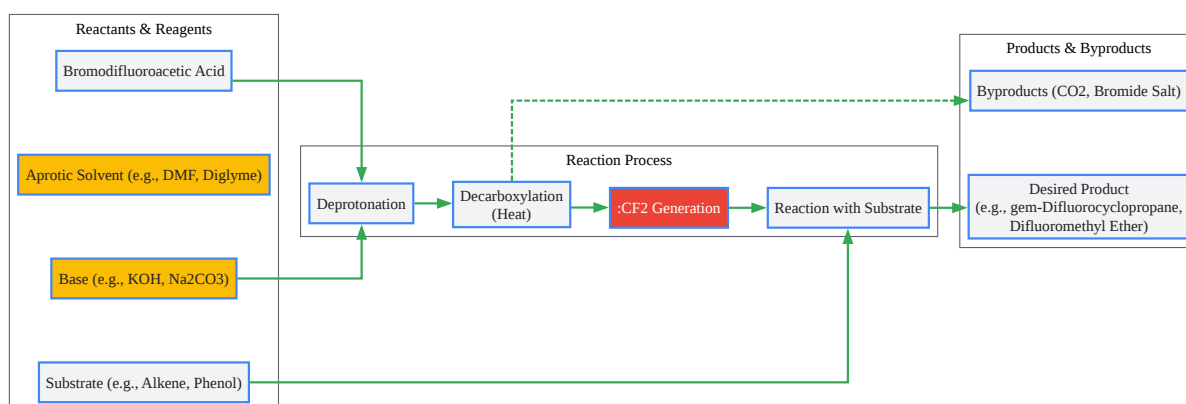 Reactants & Reagents
Bromodifluoroacetic Acid
Aprotic Solvent (e.g., DMF, Diglyme)
Base (e.g., KOH, Na2CO3)
Substrate (e.g., Alkene, Phenol)
Reaction Process
Deprotonation
Decarboxylation
(Heat)
:CF2 Generation
Reaction with Substrate
Products & Byproducts
Byproducts (CO2, Bromide Salt)
Desired Product
(e.g., gem-Difluorocyclopropane,
Difluoromethyl Ether)